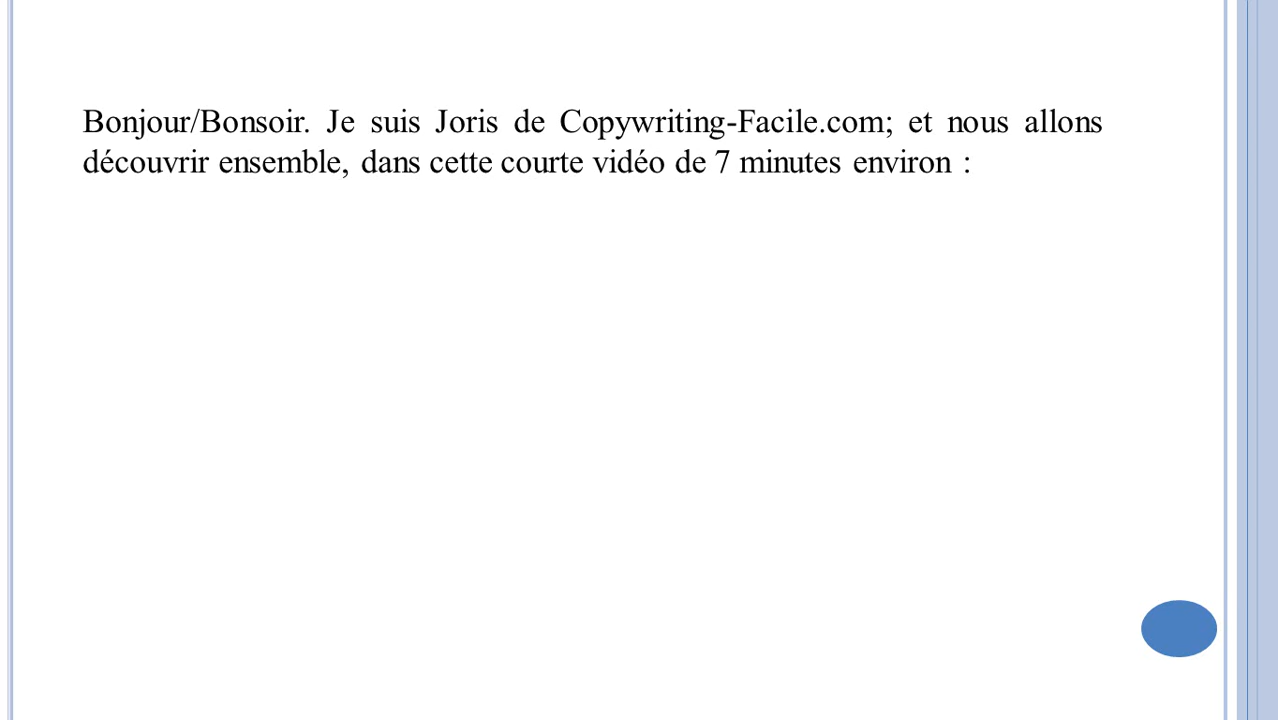 Bonjour/Bonsoir. Je suis Joris de Copywriting-Facile.com; et nous allons
découvrir ensemble, dans cette courte vidéo de 7 minutes environ :